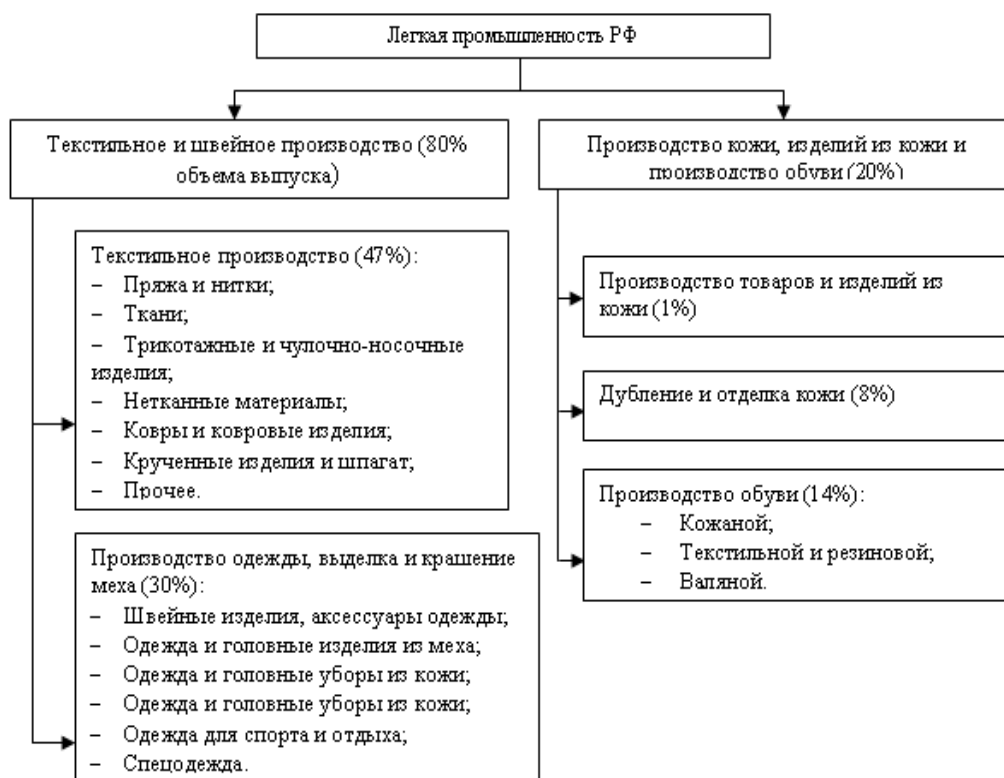 Легкая промышленность РФ
Текстильное и швейное производство (80%
объема выпуска)
Текстильное производство (47%):
– Пряжа и нитки;
– Ткани;
– Трикотажные и чулочно-носочные
изделия;
– Нетканные материалы;
– Ковры и ковровые изделия;
– Крученные изделия и шпагат;
– Прочее.
Производство одежды, выделка и крашение
меха (30%):
– Швейные изделия, аксессуары одежды;
– Одежда и головные изделия из меха;
– Одежда и головные уборы из кожи;
– Одежда и головные уборы из кожи;
– Одежда для спорта и отдыха;
– Спецодежда.
Производство кожи, изделий из кожи и
производство обуви (20%)
Производство товаров и изделий из
кожи (1%)
Дубление и отделка кожи (8%)
Производство обуви (14%):
– Кожаной;
– Текстильной и резиновой;
– Валяной.